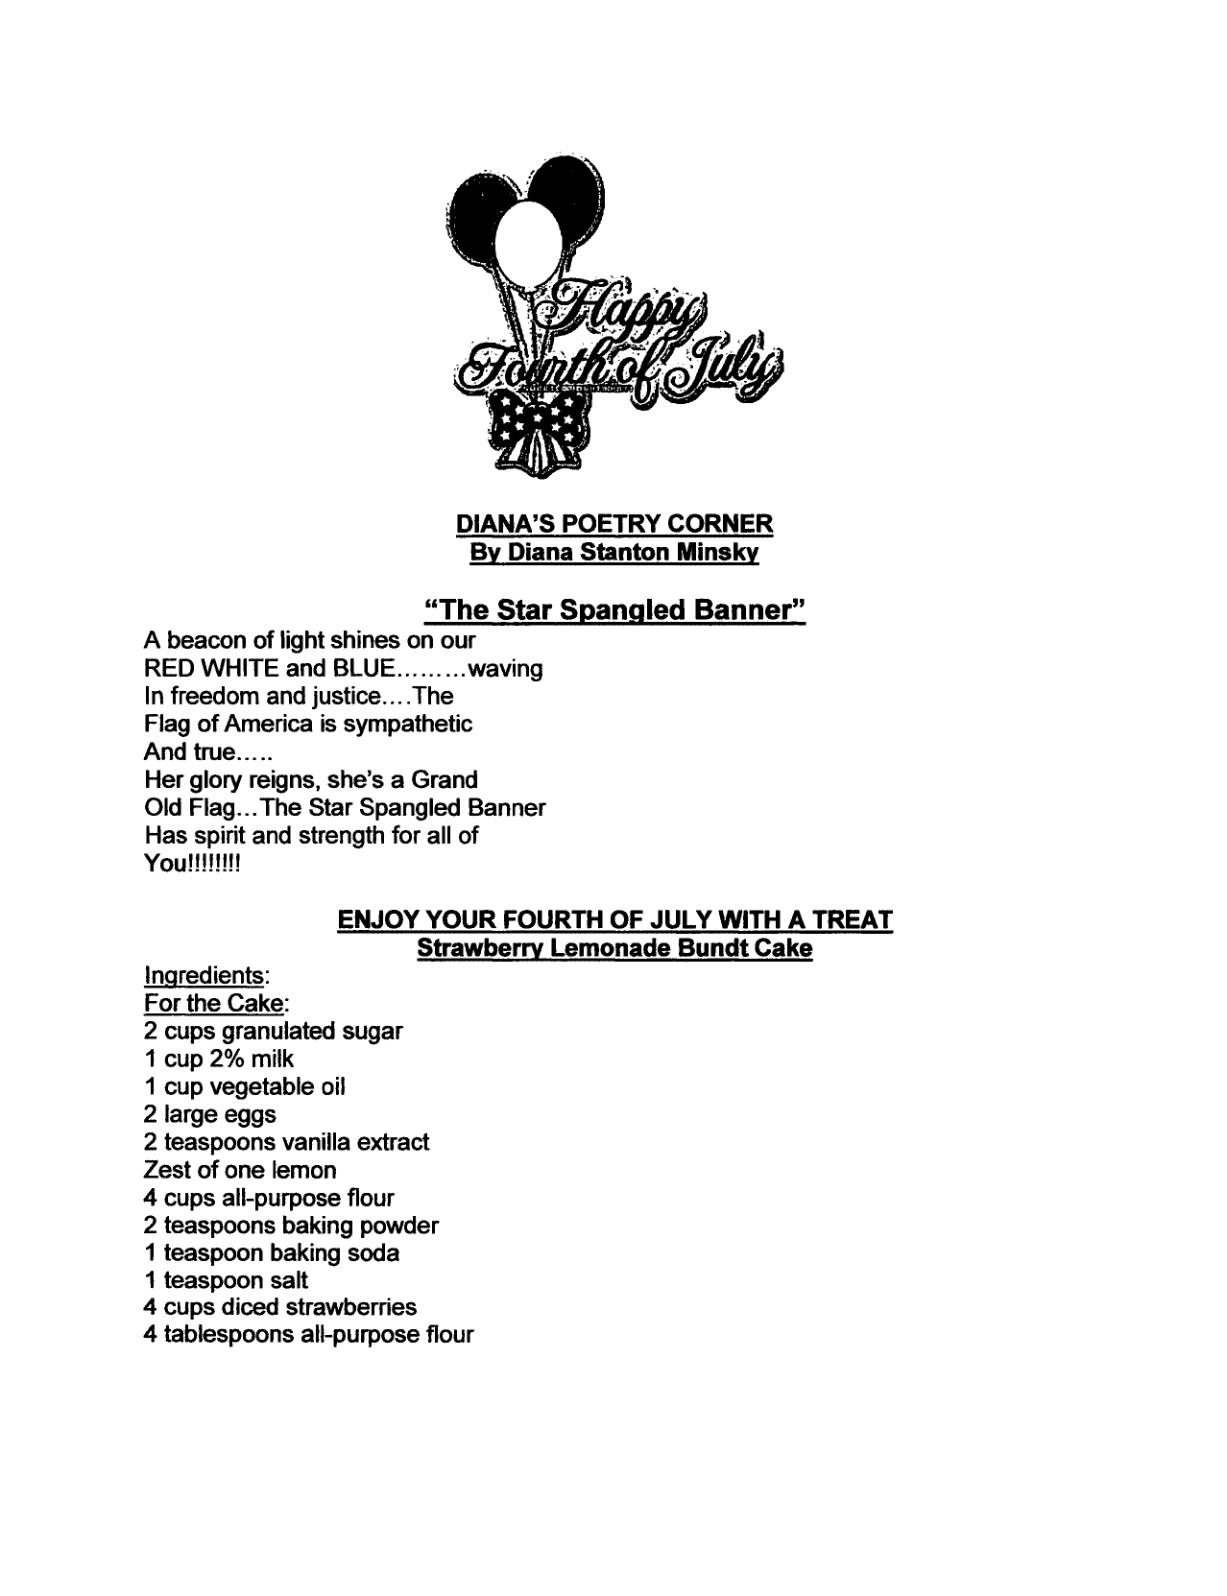 Happy
Fourth of July
DIANA'S POETRY CORNER
By Diana Stanton Minsky
“The Star Spangled Banner”
A beacon of light shines on our
RED WHITE and BLUE………waving
In freedom and justice….The
Flag of America is sympathetic
And true…..
Her glory reigns, she's a Grand
Old Flag…The Star Spangled Banner
Has spirit and strength for all of
You!!!!!!!!
ENJOY YOUR FOURTH OF JULY WITH A TREAT
Strawberry Lemonade Bundt Cake
Ingredients:
For the Cake:
2 cups granulated sugar
1 cup 2% milk
1 cup vegetable oil
2 large eggs
2 teaspoons vanilla extract
Zest of one lemon
4 cups all-purpose flour
2 teaspoons baking powder
1 teaspoon baking soda
1 teaspoon salt
4 cups diced strawberries
4 tablespoons all-purpose flour